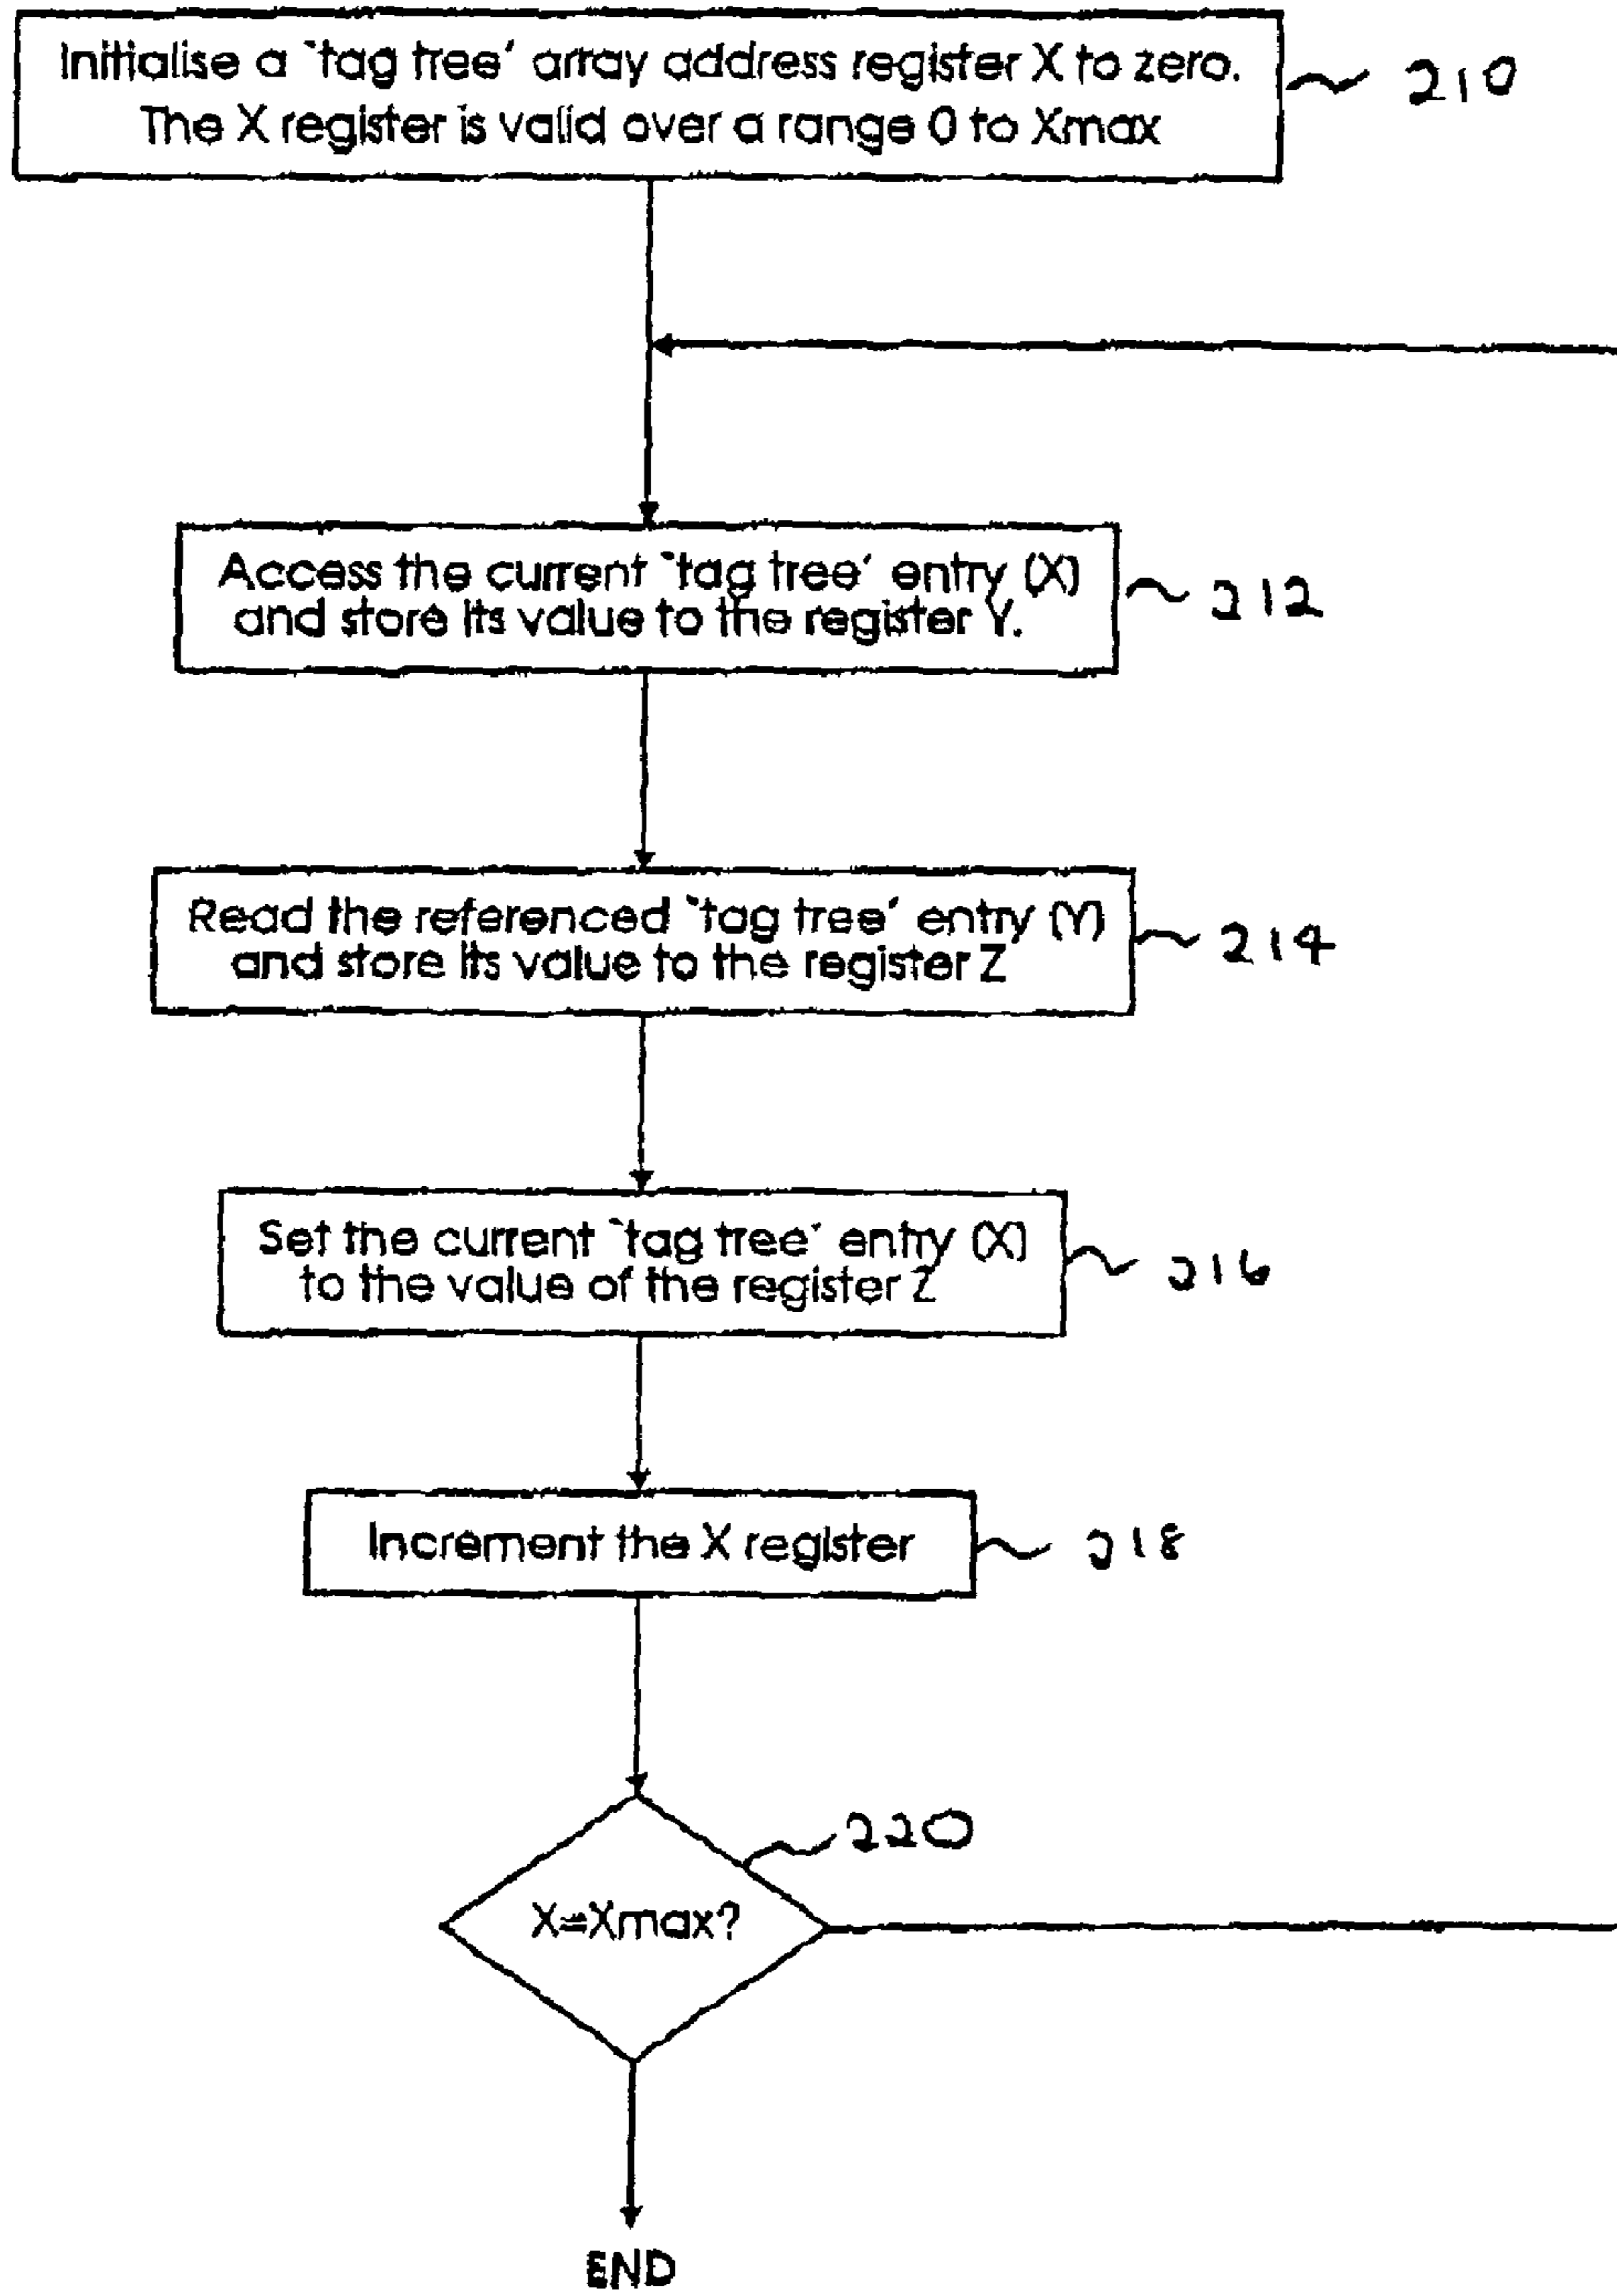 Initialise a `tag tree' array address register X to zero.
The X register is valid over a range 0 to Xmax
210
Access the current `tag tree' entry (X)
and store its value to the register Y.
212
Read the referenced `tag tree' entry (Y)
and store its value to the register Z
214
Set the current `tag tree' entry (X)
to the value of the register Z
216
Increment the X register
218
220
X=Xmax?
END